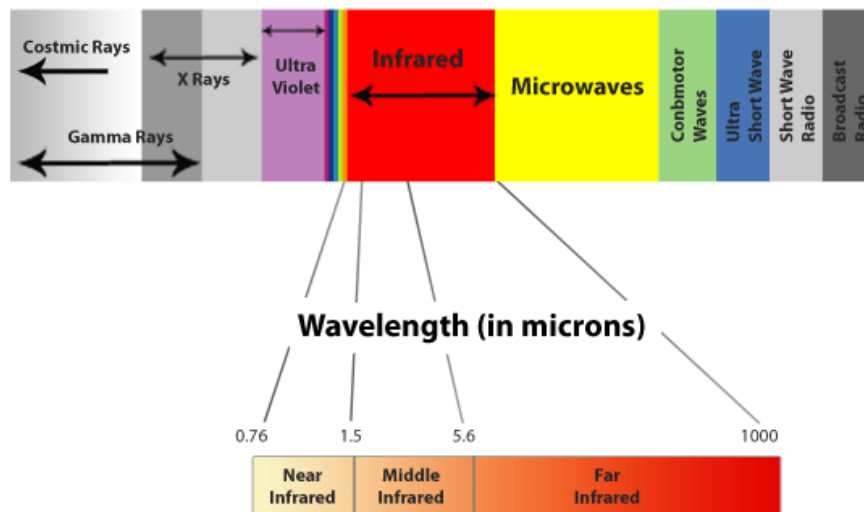 Costmic Rays
X Rays
Gamma Rays
Ultra
Violet
Infrared
Microwaves
Conbmotor
Waves
Ultra
Short Wave
Short Wave
Radio
Broadcast
Radio
Wavelength (in microns)
0.76
1.5
5.6
1000
Near
Infrared
Middle
Infrared
Far
Infrared